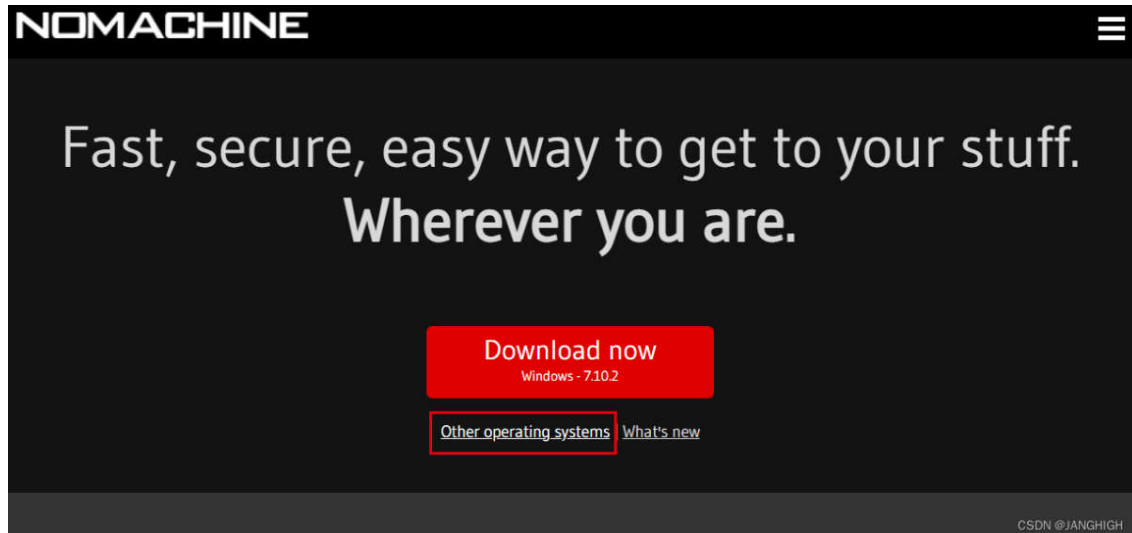 NOMACHINE
Fast, secure, easy way to get to your stuff.
Wherever you are.
Download now
Windows - 7.10.2
Other operating systems | What's new
CSDN @JANGHIGH